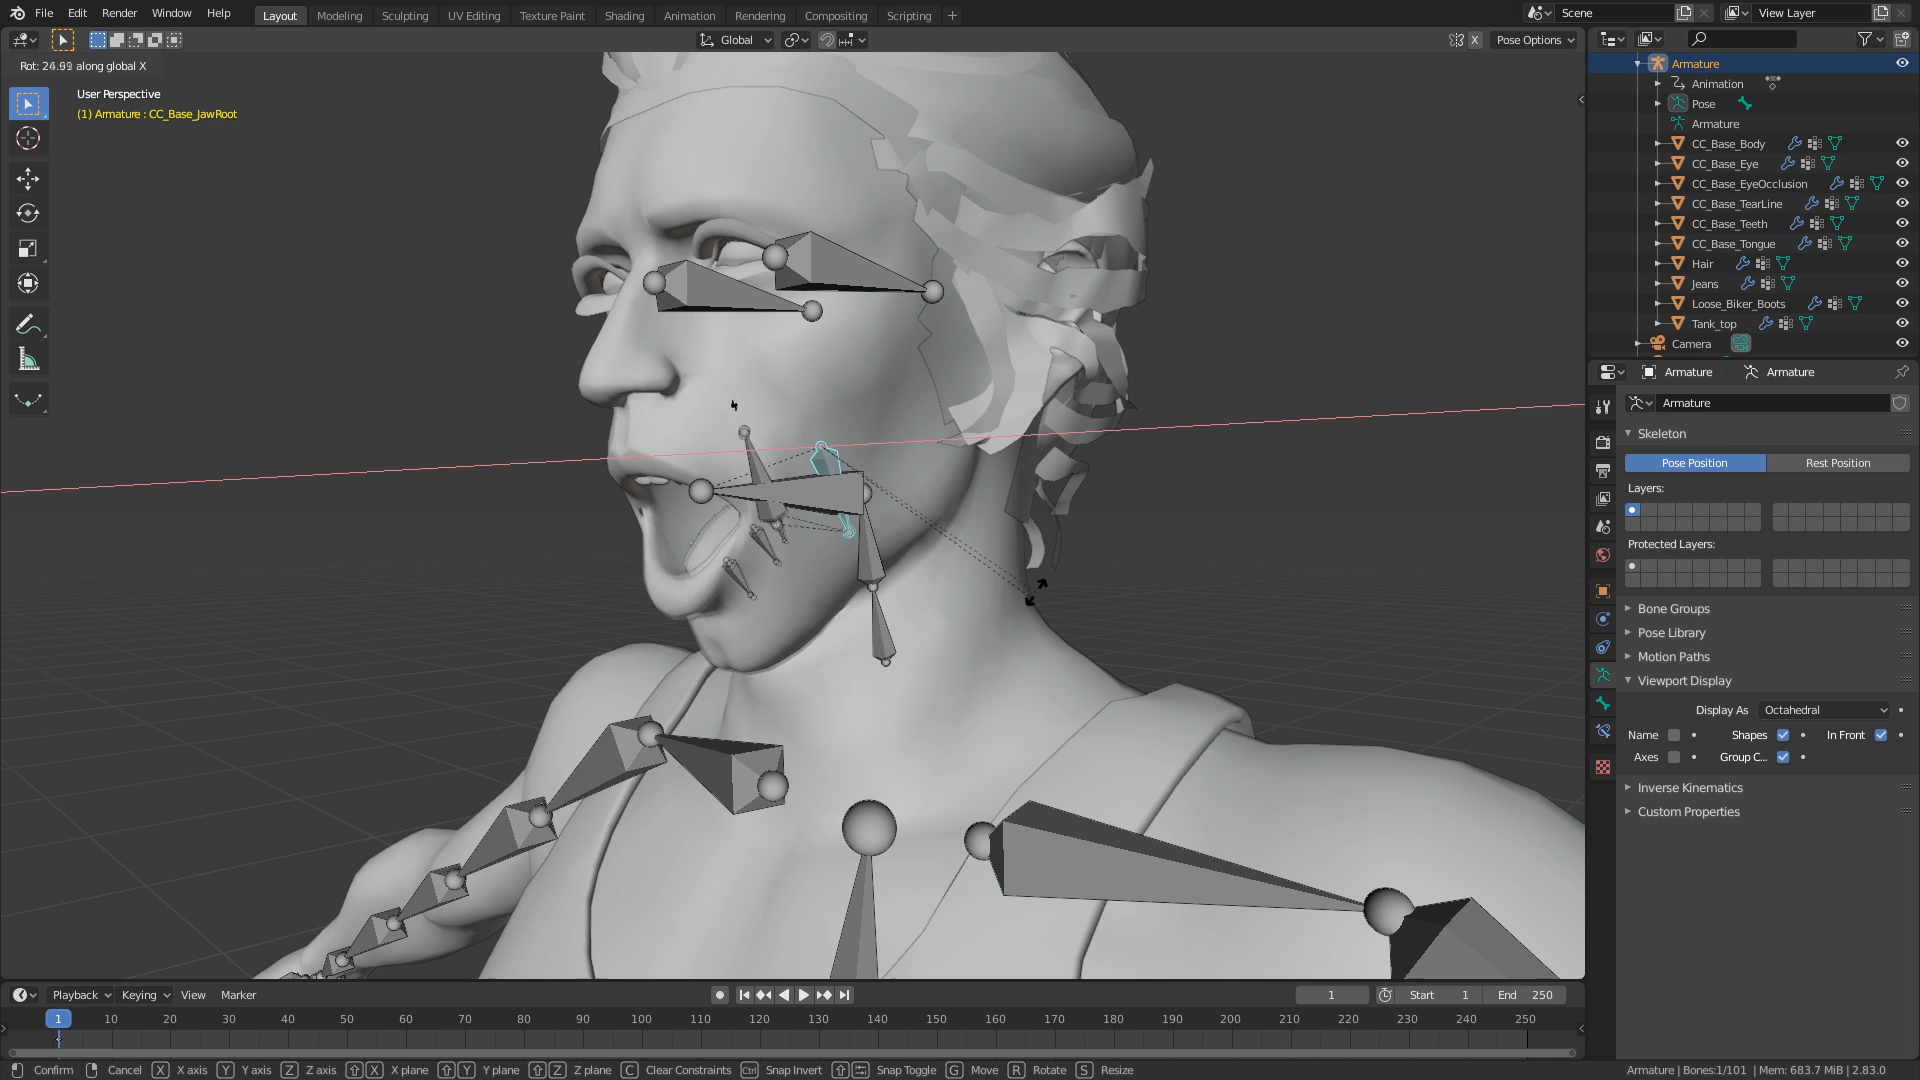 File Edit Render Window Help
Layout Modeling Sculpting UV Editing Texture Paint Shading Animation Rendering Compositing Scripting +
Scene
View Layer
Global
X
Pose Options
Rot: 24.99 along global X
User Perspective
(1) Armature : CC_Base_JawRoot
Armature
Animation
Pose
Armature
CC_Base_Body
CC_Base_Eye
CC_Base_EyeOcclusion
CC_Base_TearLine
CC_Base_Teeth
CC_Base_Tongue
Hair
Jeans
Loose_Biker_Boots
Tank_top
Camera
Armature Armature
Armature
Skeleton
Pose Position Rest Position
Layers:
Protected Layers:
Bone Groups
Pose Library
Motion Paths
Viewport Display
Display As Octahedral
Name Shapes In Front
Axes Group C...
Inverse Kinematics
Custom Properties
Playback Keying View Marker
1
Start 1
End 250
1 10 20 30 40 50 60 70 80 90 100 110 120 130 140 150 160 170 180 190 200 210 220 230 240 250
Confirm Cancel X X axis Y Y axis Z Z axis X X plane Y Y plane Z Z plane C Clear Constraints Ctrl Snap Invert Snap Toggle G Move R Rotate S Resize
Armature | Bones:1/101 | Mem: 683.7 MiB | 2.83.0